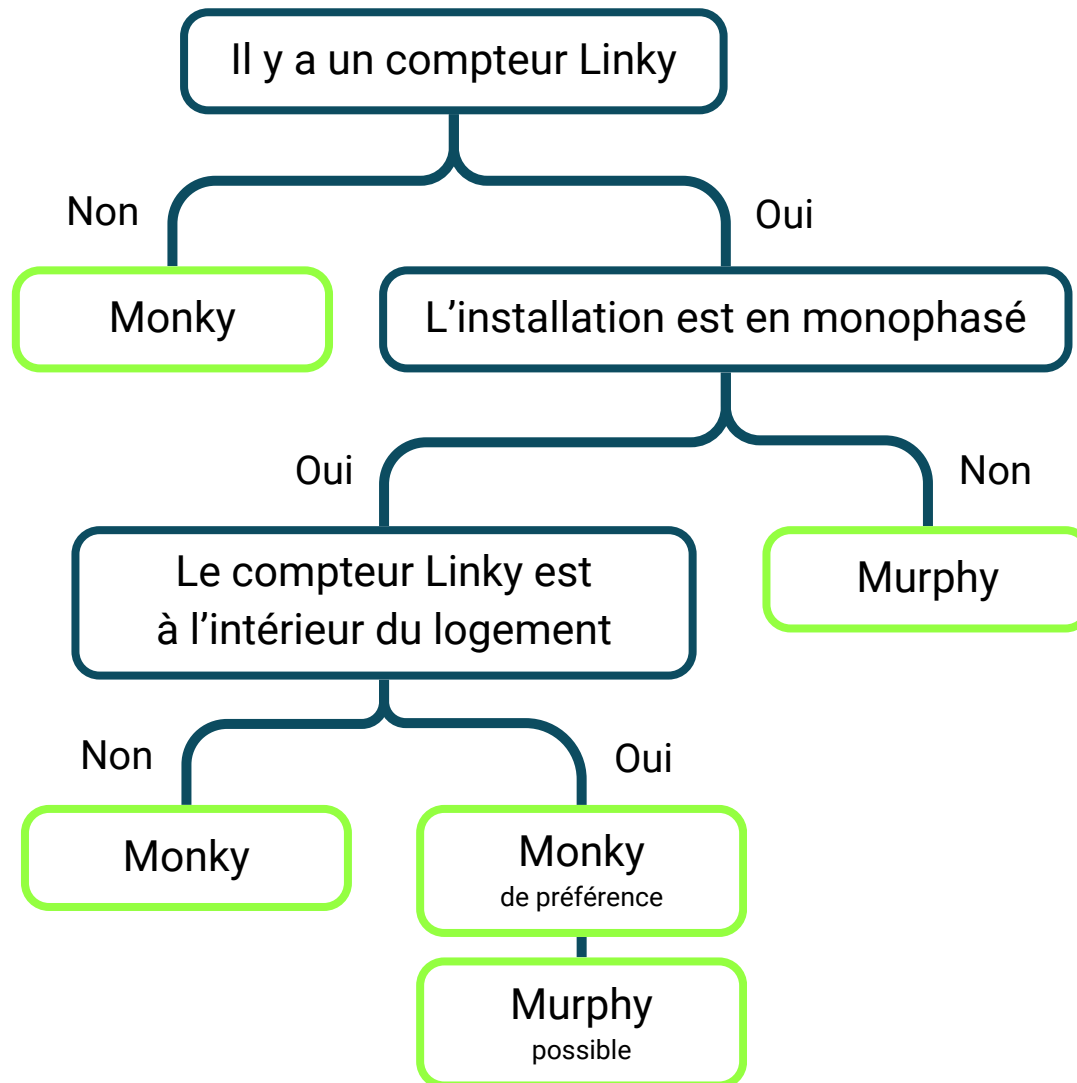 Il y a un compteur Linky
Non
Oui
Monky
L’installation est en monophasé
Oui
Non
Le compteur Linky est
à l’intérieur du logement
Murphy
Non
Oui
Monky
Monky
de préférence
Murphy
possible